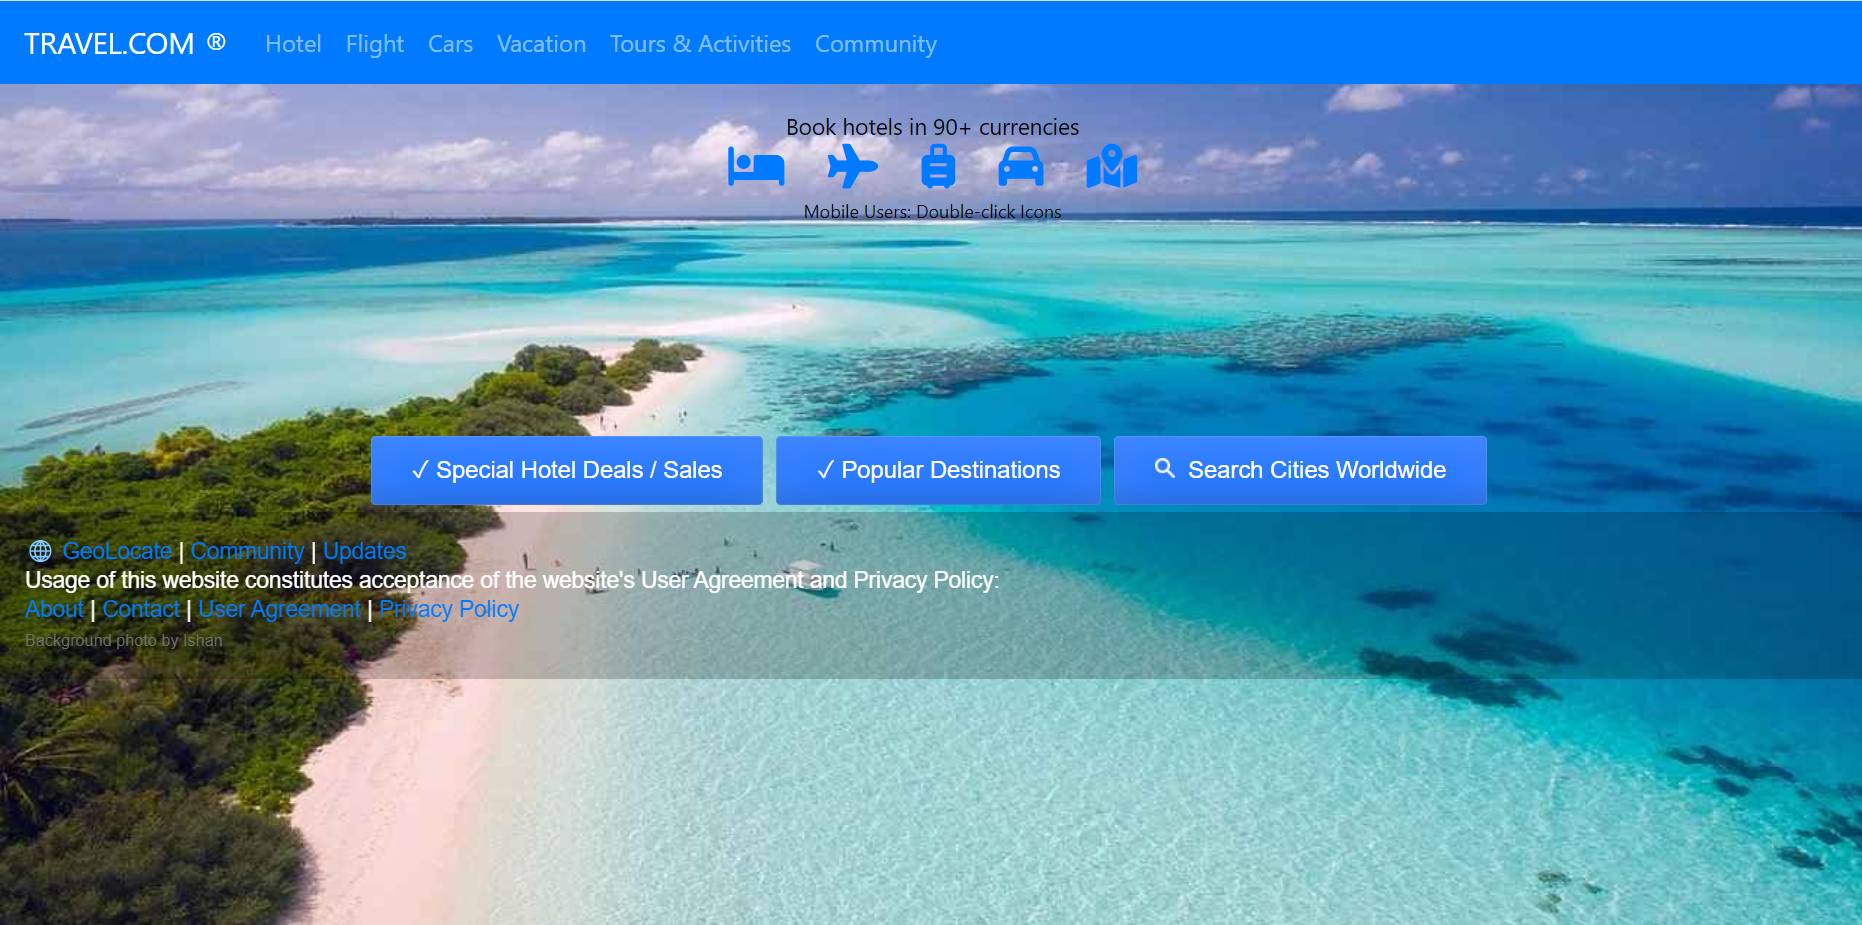 TRAVEL.COM ® Hotel Flight Cars Vacation Tours & Activities Community
Book hotels in 90+ currencies
Mobile Users: Double-click Icons
✓ Special Hotel Deals / Sales
✓ Popular Destinations
Search Cities Worldwide
GeoLocate | Community | Updates
Usage of this website constitutes acceptance of the website's User Agreement and Privacy Policy:
About | Contact | User Agreement | Privacy Policy
Background photo by Ishan